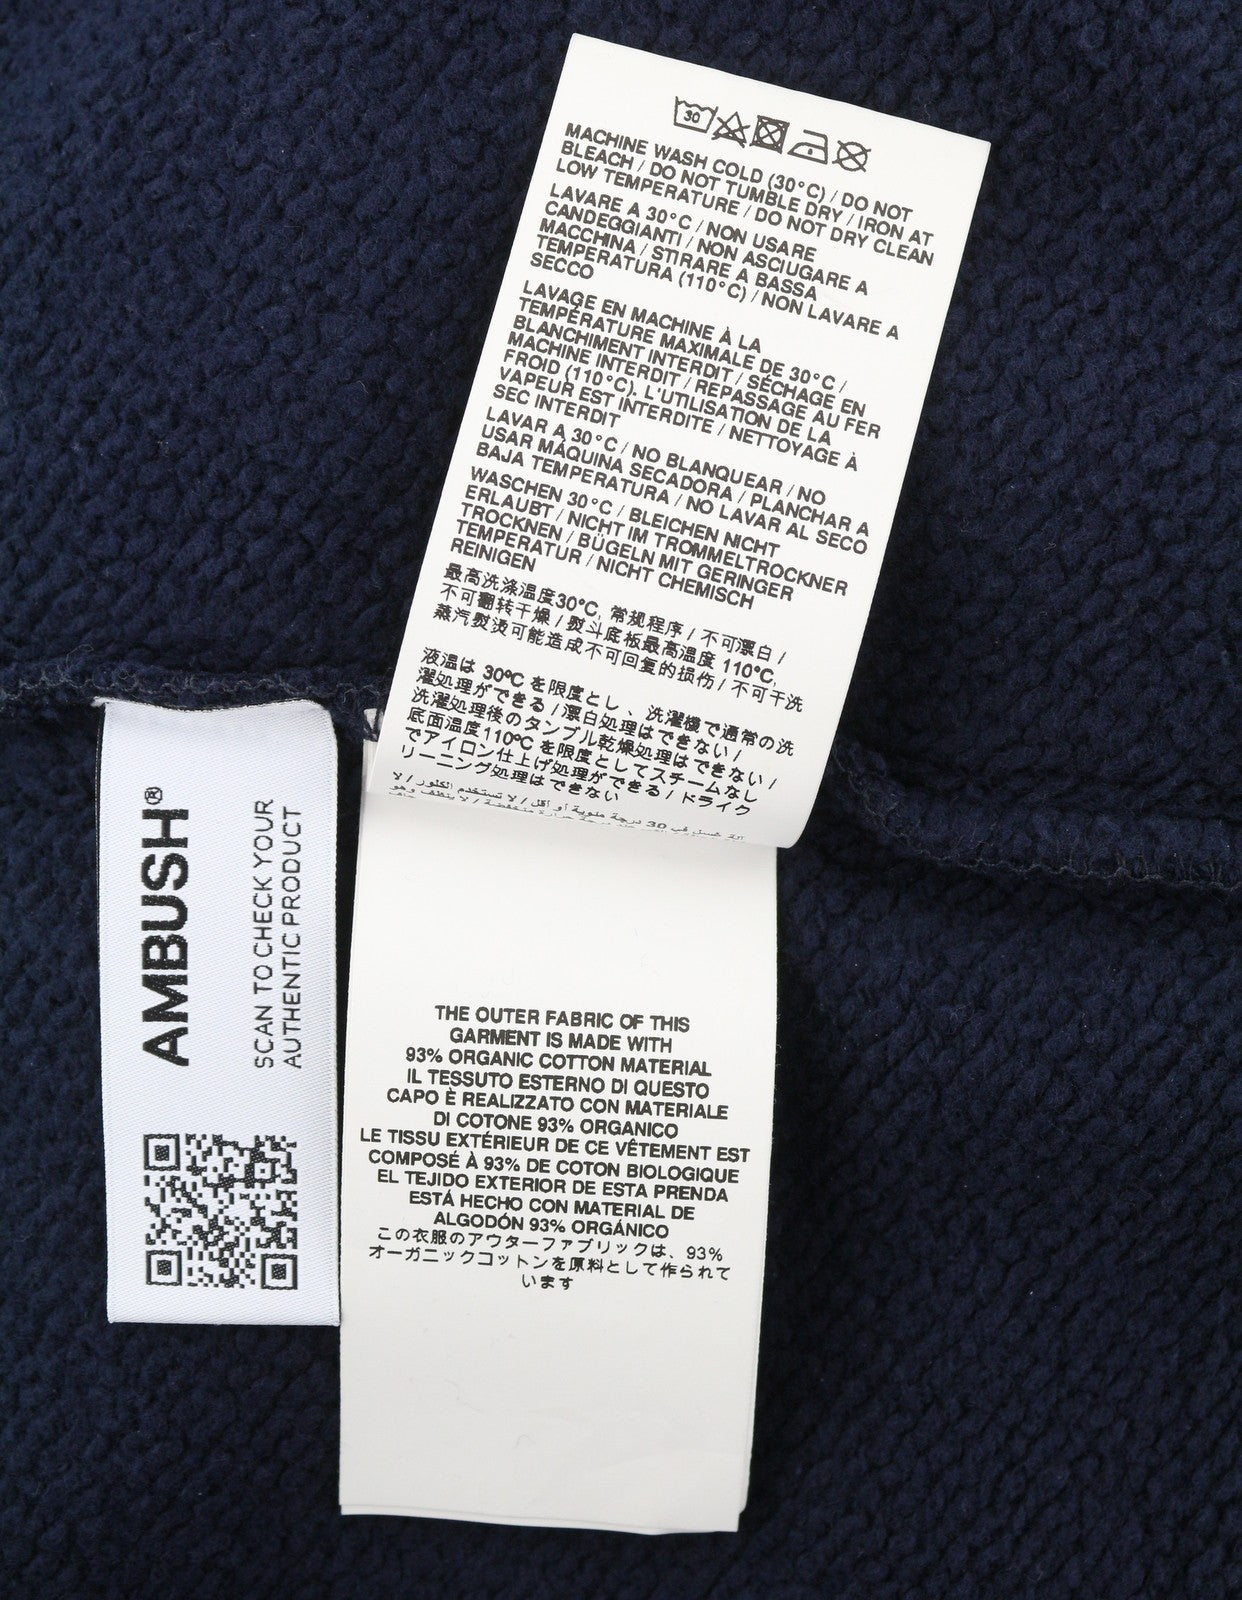 30
MACHINE WASH COLD (30°C) / DO NOT
BLEACH / DO NOT TUMBLE DRY / IRON AT
LOW TEMPERATURE / DO NOT DRY CLEAN
LAVARE A 30°C / NON USARE
CANDEGGIANTI / NON ASCIUGARE A
MACCHINA / STIRARE A BASSA
TEMPERATURA (110°C) / NON LAVARE A
SECCO
LAVAGE EN MACHINE À LA
TEMPÉRATURE MAXIMALE DE 30°C /
BLANCHIMENT INTERDIT / SÉCHAGE EN
MACHINE INTERDIT / REPASSAGE AU FER
FROID (110°C). L'UTILISATION DE LA
VAPEUR EST INTERDITE / NETTOYAGE À
SEC INTERDIT
LAVAR A 30°C / NO BLANQUEAR / NO
USAR MÁQUINA SECADORA / PLANCHAR A
BAJA TEMPERATURA / NO LAVAR AL SECO
WASCHEN 30°C / BLEICHEN NICHT
ERLAUBT / NICHT IM TROMMELTROCKNER
TROCKNEN / BÜGELN MIT GERINGER
TEMPERATUR / NICHT CHEMISCH
REINIGEN
最高洗涤温度30℃, 常规程序 / 不可漂白 /
不可翻转干燥 / 熨斗底板最高温度 110℃,
蒸汽熨烫可能造成不可回复的损伤 / 不可干洗
液温は 30℃ を限度とし 、洗濯機で通常の洗
濯処理ができる / 漂白処理はできない /
洗濯処理後のタンブル乾燥処理はできない /
底面温度110℃ を限度としてスチームなし
でアイロン仕上げ処理ができる / ドライク
リーニング処理はできない
درجة مئوية أو أقل / لا تستخدم الكلور / لا 30
AMBUSH®
SCAN TO CHECK YOUR
AUTHENTIC PRODUCT
THE OUTER FABRIC OF THIS
GARMENT IS MADE WITH
93% ORGANIC COTTON MATERIAL
IL TESSUTO ESTERNO DI QUESTO
CAPO È REALIZZATO CON MATERIALE
DI COTONE 93% ORGANICO
LE TISSU EXTÉRIEUR DE CE VÊTEMENT EST
COMPOSÉ À 93% DE COTON BIOLOGIQUE
EL TEJIDO EXTERIOR DE ESTA PRENDA
ESTÁ HECHO CON MATERIAL DE
ALGODÓN 93% ORGÁNICO
この衣服のアウターファブリックは、93%
オーガニックコットンを原料として作られて
います